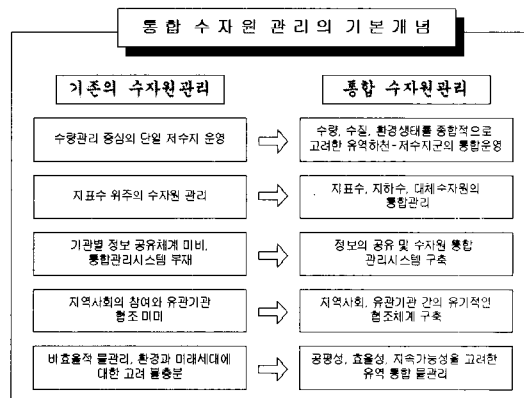 통합 수자원 관리의 기본개념
기존의 수자원관리
통합 수자원관리
수량관리 중심의 단일 저수지 운영
수량, 수질, 환경생태를 종합적으로
고려한 유역하천-저수지군의 통합운영
지표수 위주의 수자원 관리
지표수, 지하수, 대체수자원의
통합관리
기관별 정보 공유체계 미비,
통합관리시스템 부재
정보의 공유 및 수자원 통합
관리시스템 구축
지역사회의 참여와 유관기관
협조 미미
지역사회, 유관기관 간의 유기적인
협조체계 구축
비효율적 물관리, 환경과 미래세대에
대한 고려 불충분
공평성, 효율성, 지속가능성을 고려한
유역 통합 물관리